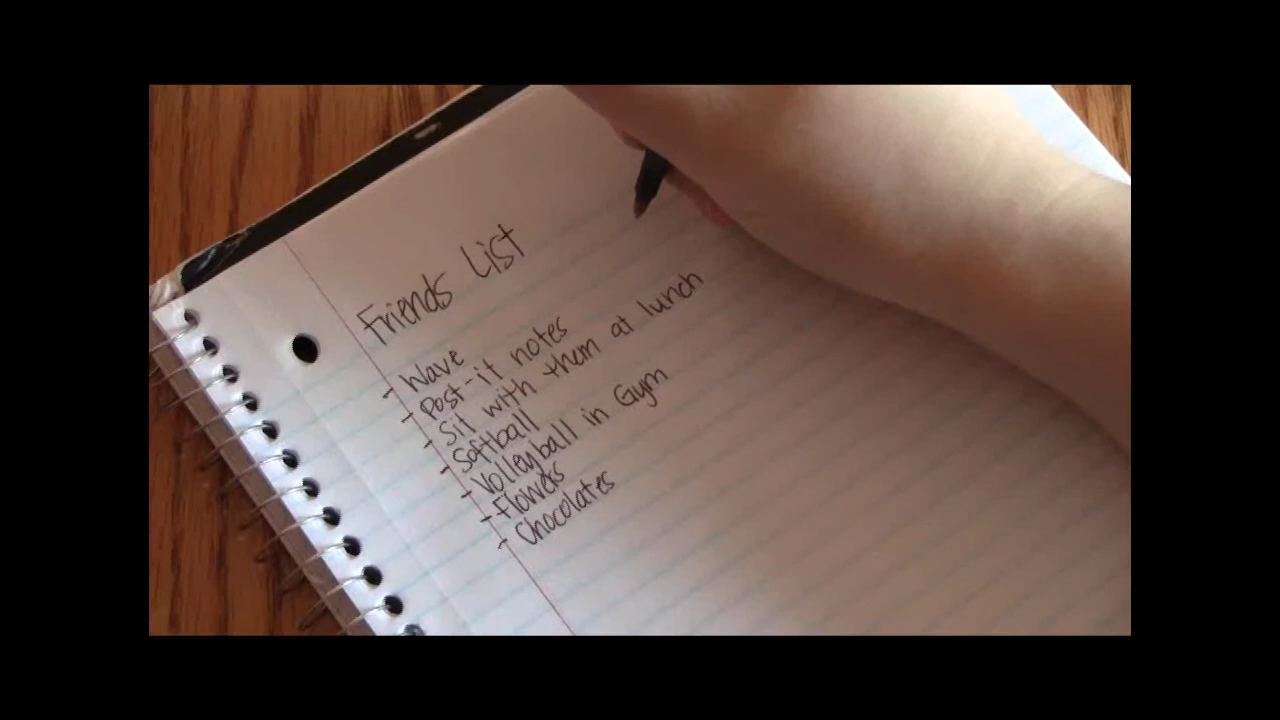 Friends List
- Wave
- Post-it notes
- Sit with them at lunch
- Softball
- Volleyball in Gym
- Flowers
- Chocolates